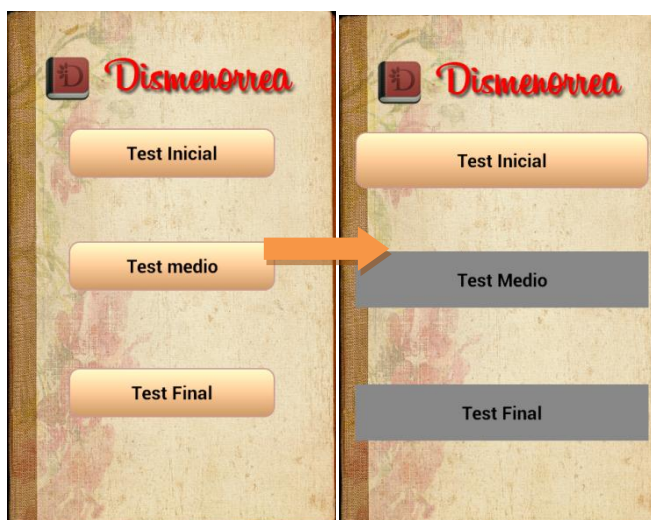 D Dismenorrea
Test Inicial
Test medio
Test Final
D Dismenorrea
Test Inicial
Test Medio
Test Final